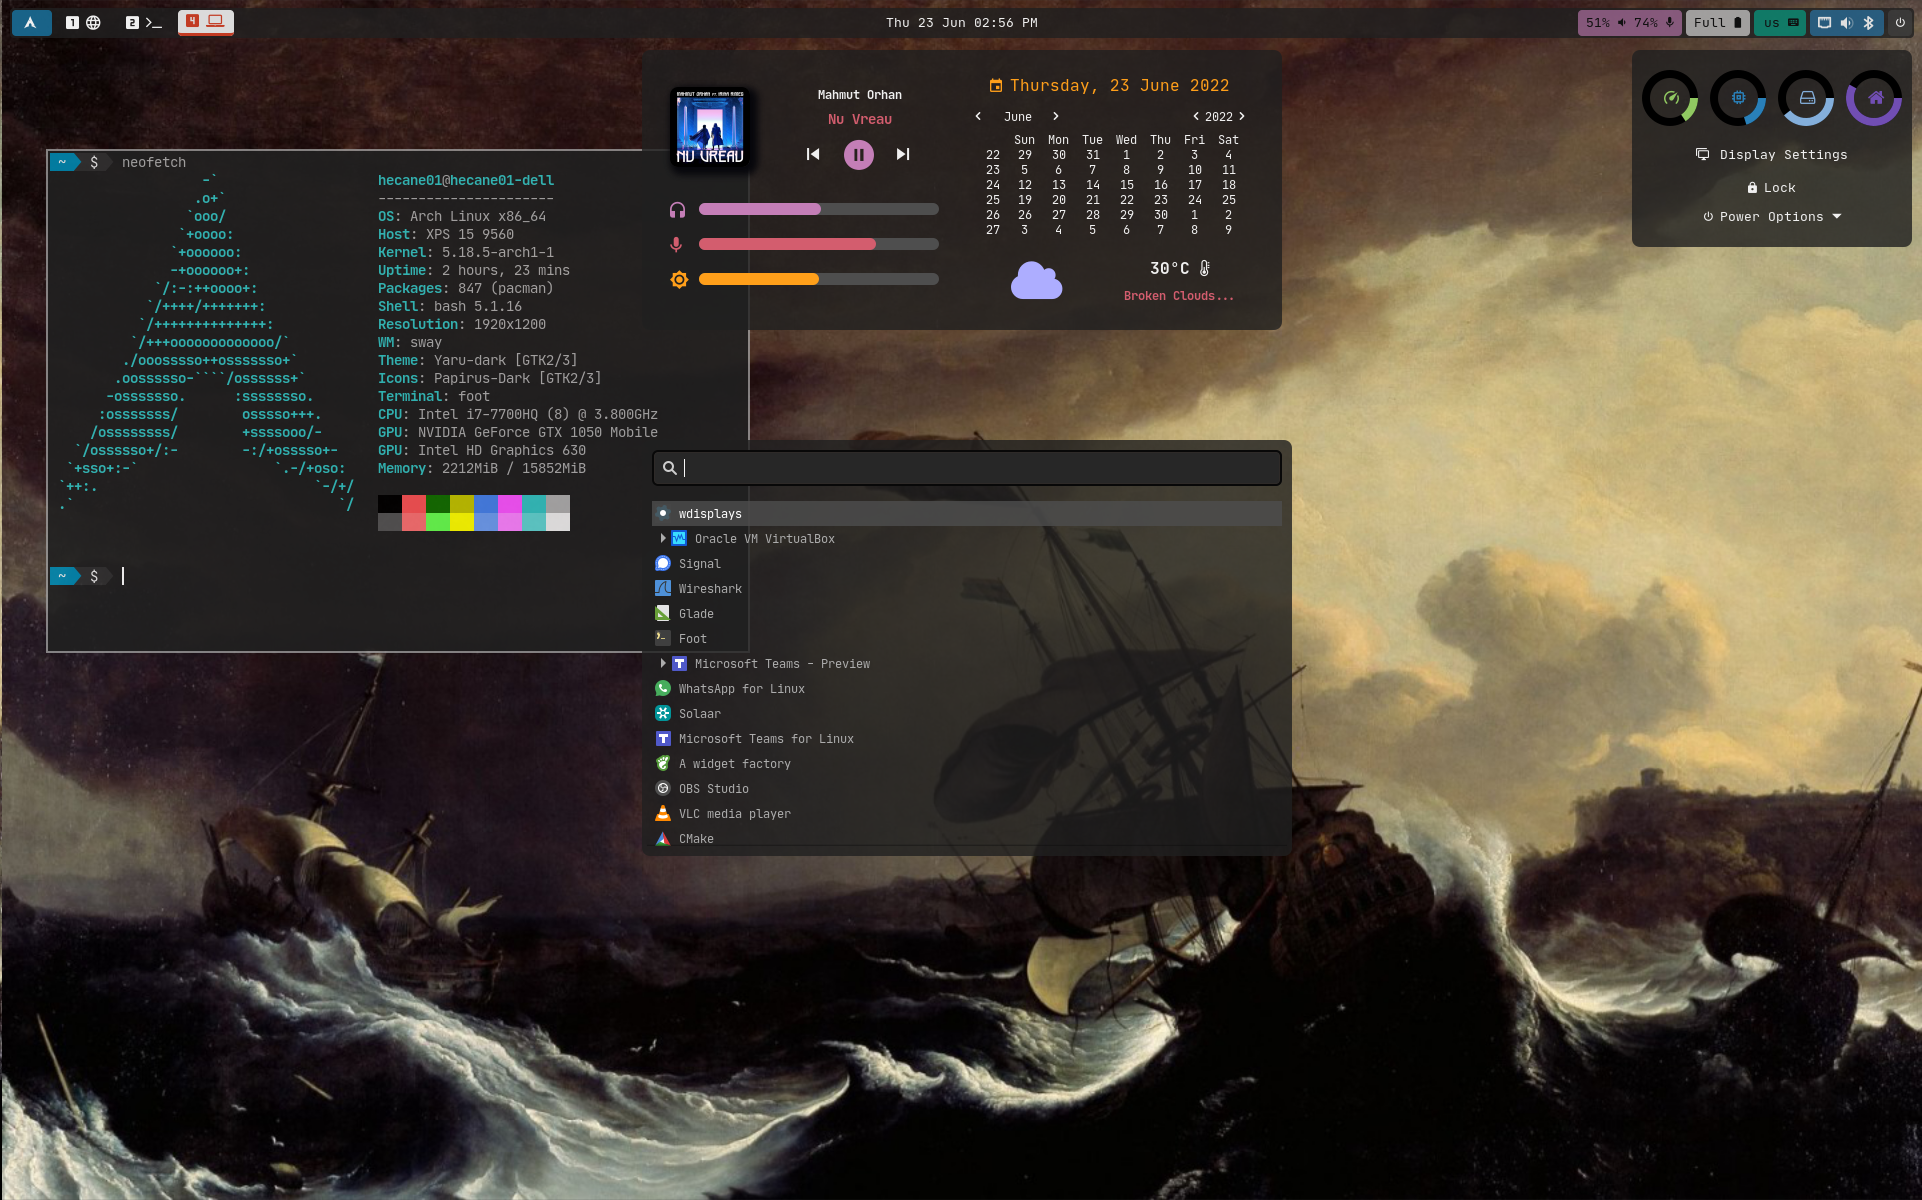 1
2
4
Thu 23 Jun 02:56 PM
51% 74%
Full
us
~ $ neofetch
hecane01@hecane01-dell
----------------------
OS: Arch Linux x86_64
Host: XPS 15 9560
Kernel: 5.18.5-arch1-1
Uptime: 2 hours, 23 mins
Packages: 847 (pacman)
Shell: bash 5.1.16
Resolution: 1920x1200
WM: sway
Theme: Yaru-dark [GTK2/3]
Icons: Papirus-Dark [GTK2/3]
Terminal: foot
CPU: Intel i7-7700HQ (8) @ 3.800GHz
GPU: NVIDIA GeForce GTX 1050 Mobile
GPU: Intel HD Graphics 630
Memory: 2212MiB / 15852MiB
~ $
MAHMUT ORHAN FT. IRINA RIMES
NU VREAU
Mahmut Orhan
Nu Vreau
Thursday, 23 June 2022
June 2022
Sun Mon Tue Wed Thu Fri Sat
22 29 30 31 1 2 3 4
23 5 6 7 8 9 10 11
24 12 13 14 15 16 17 18
25 19 20 21 22 23 24 25
26 26 27 28 29 30 1 2
27 3 4 5 6 7 8 9
30°C
Broken Clouds...
Display Settings
Lock
Power Options
wdisplays
Oracle VM VirtualBox
Signal
Wireshark
Glade
Foot
Microsoft Teams - Preview
WhatsApp for Linux
Solaar
Microsoft Teams for Linux
A widget factory
OBS Studio
VLC media player
CMake